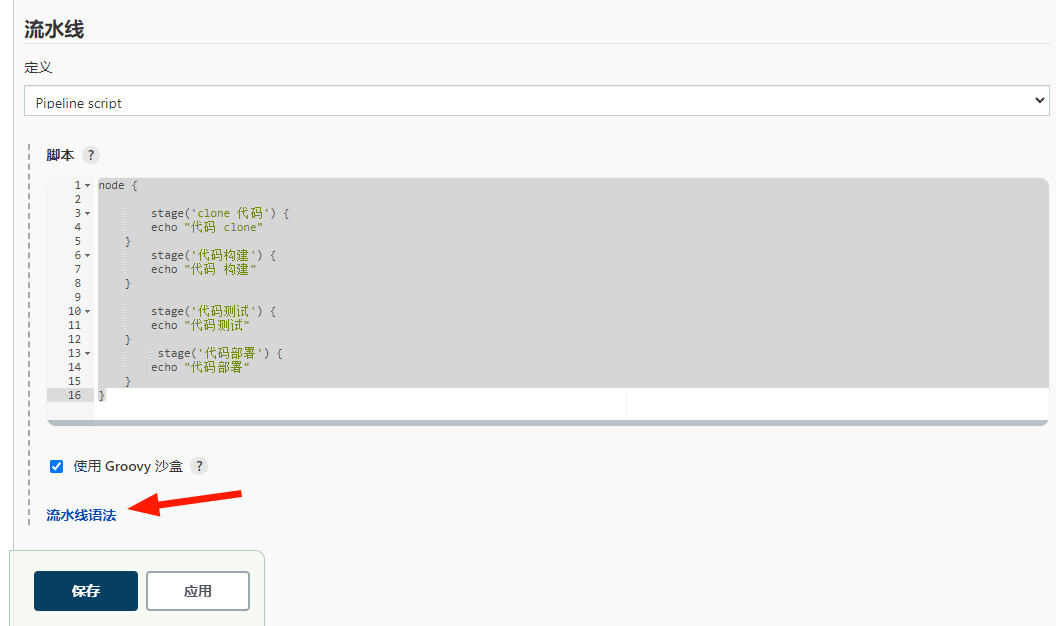 流水线
定义
Pipeline script
脚本 ?
1 node {
2
3 stage('clone 代码') {
4 echo "代码 clone"
5 }
6 stage('代码构建') {
7 echo "代码 构建"
8 }
9
10 stage('代码测试') {
11 echo "代码测试"
12 }
13 stage('代码部署') {
14 echo "代码部署"
15 }
16 }
使用 Groovy 沙盒 ?
流水线语法
保存 应用